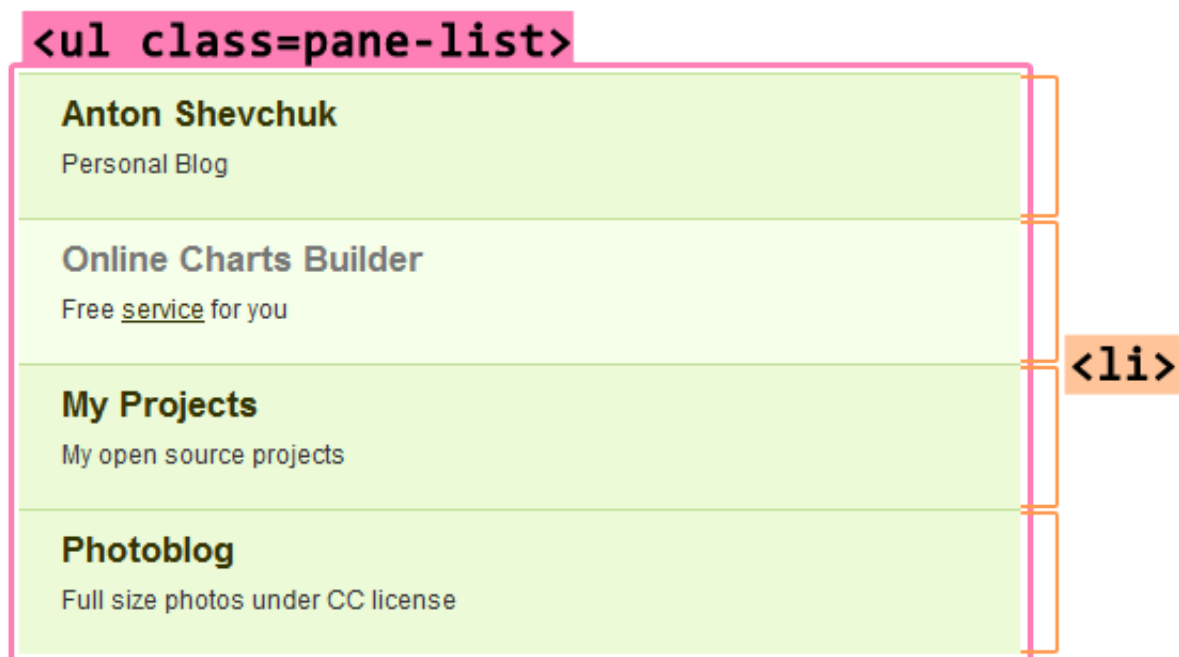 <ul class=pane-list>
Anton Shevchuk
Personal Blog
Online Charts Builder
Free service for you
<li>
My Projects
My open source projects
Photoblog
Full size photos under CC license